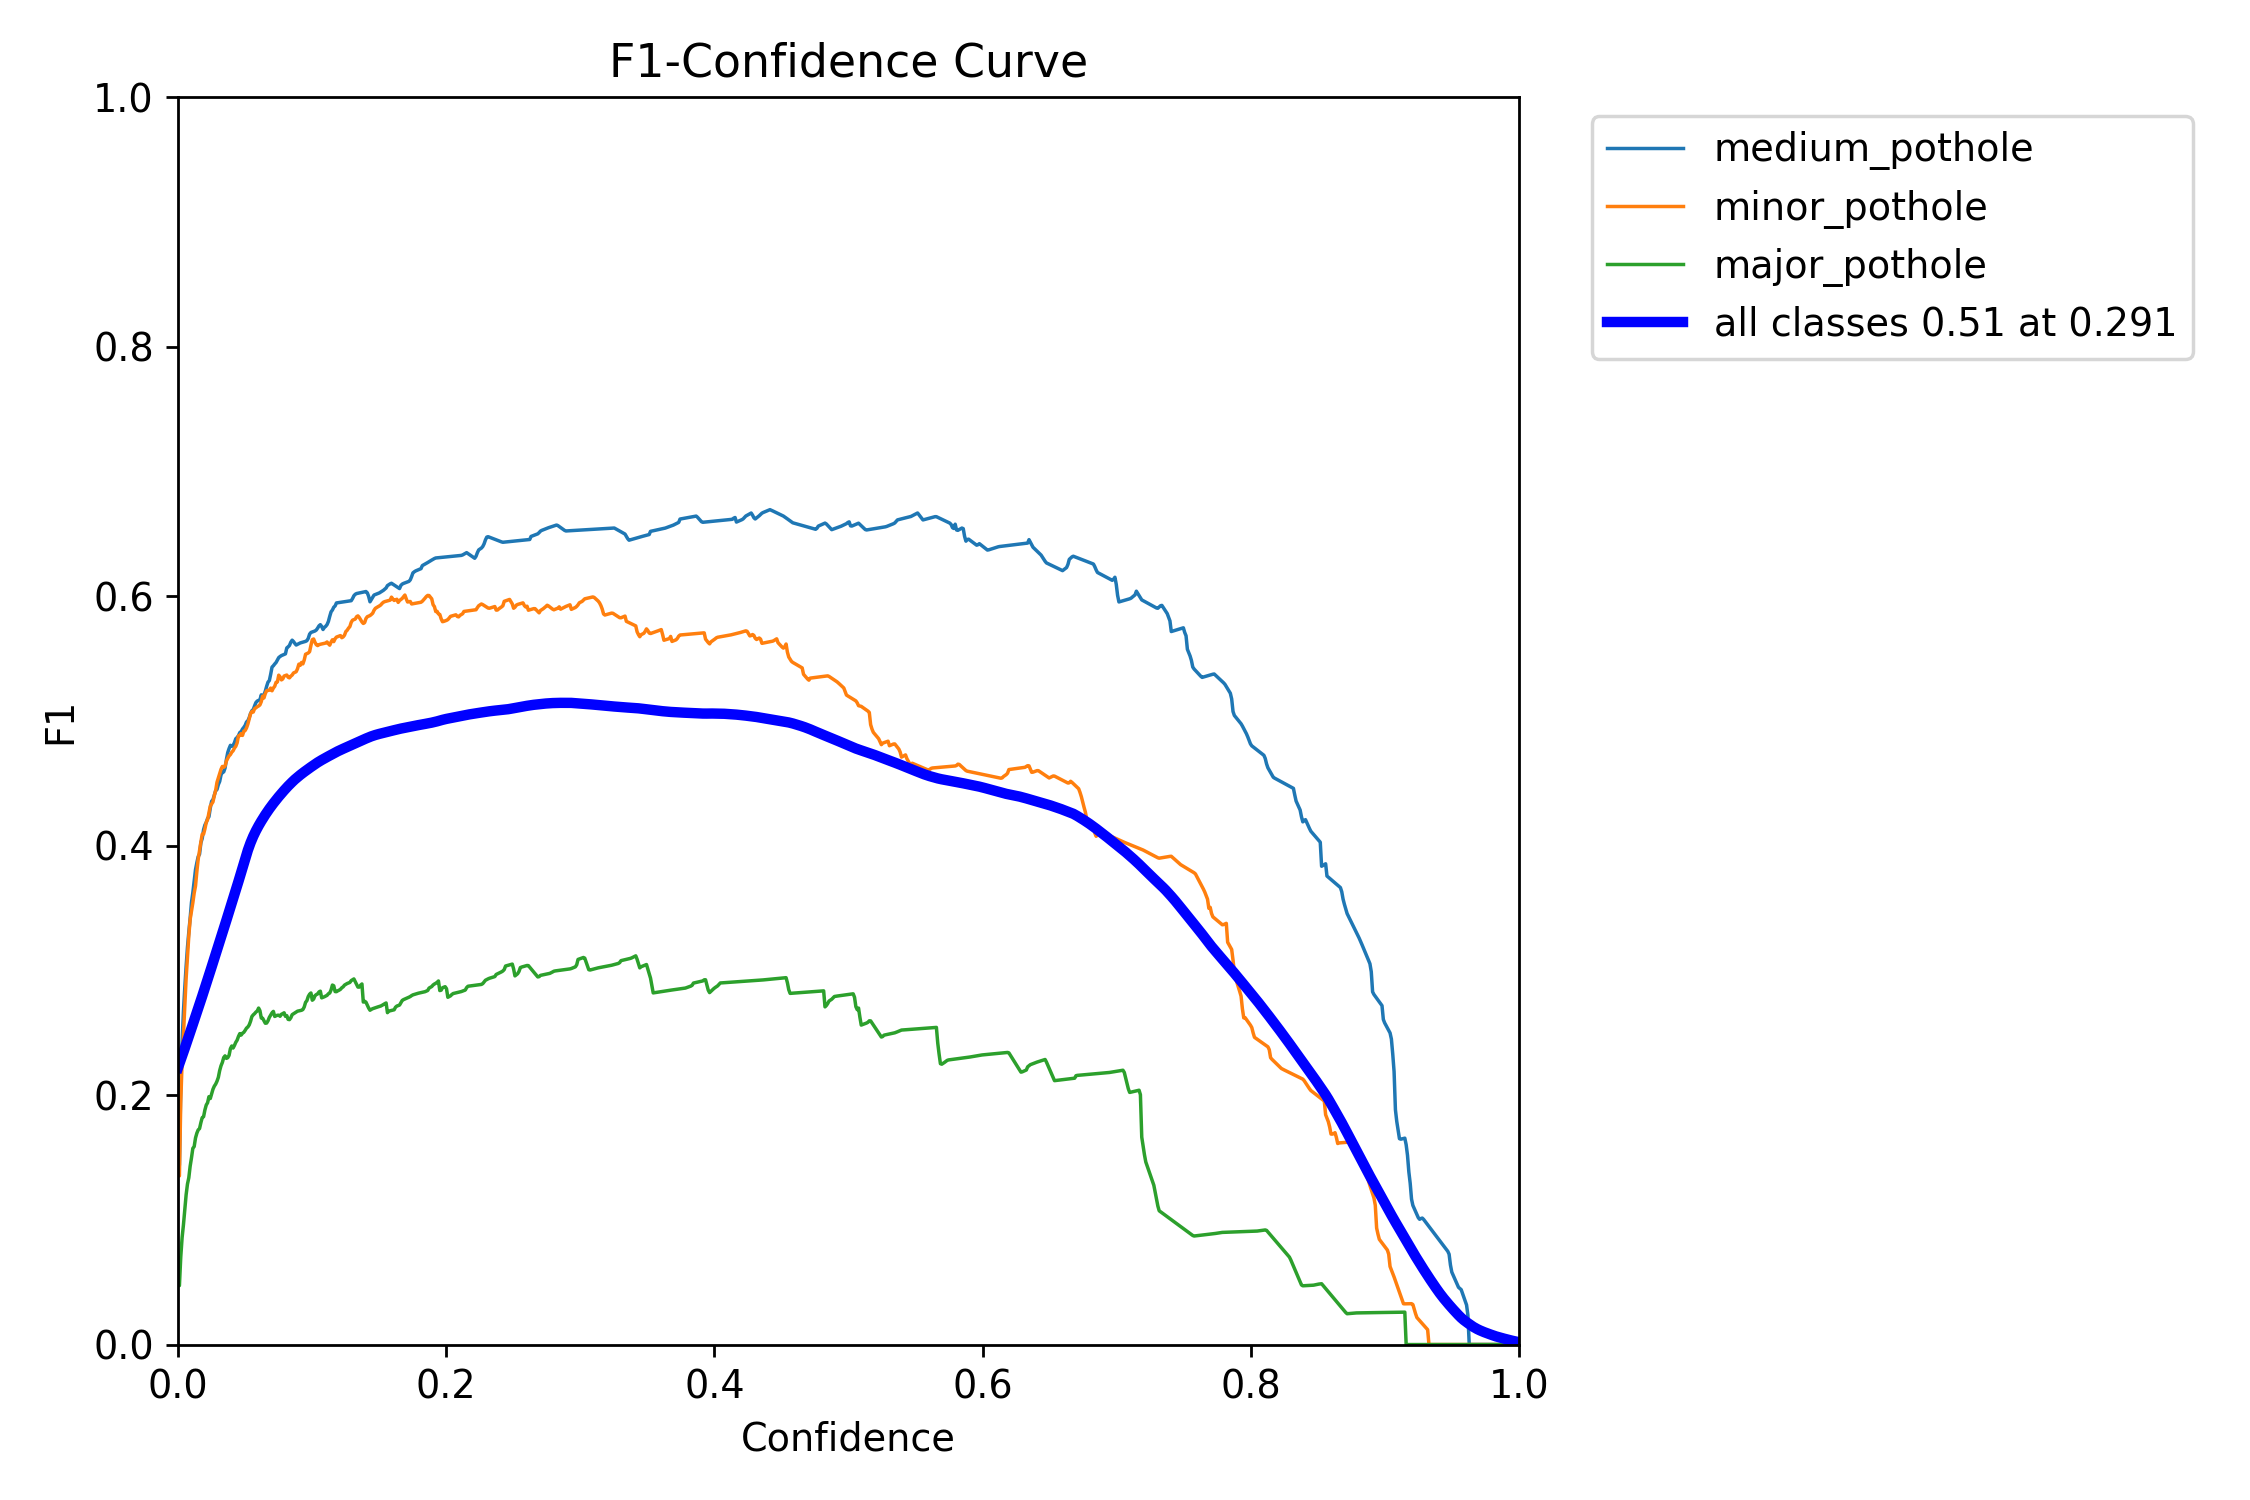 F1-Confidence Curve
1.0
0.8
0.6
0.4
0.2
0.0
F1
0.0 0.2 0.4 0.6 0.8 1.0
Confidence
medium_pothole
minor_pothole
major_pothole
all classes 0.51 at 0.291